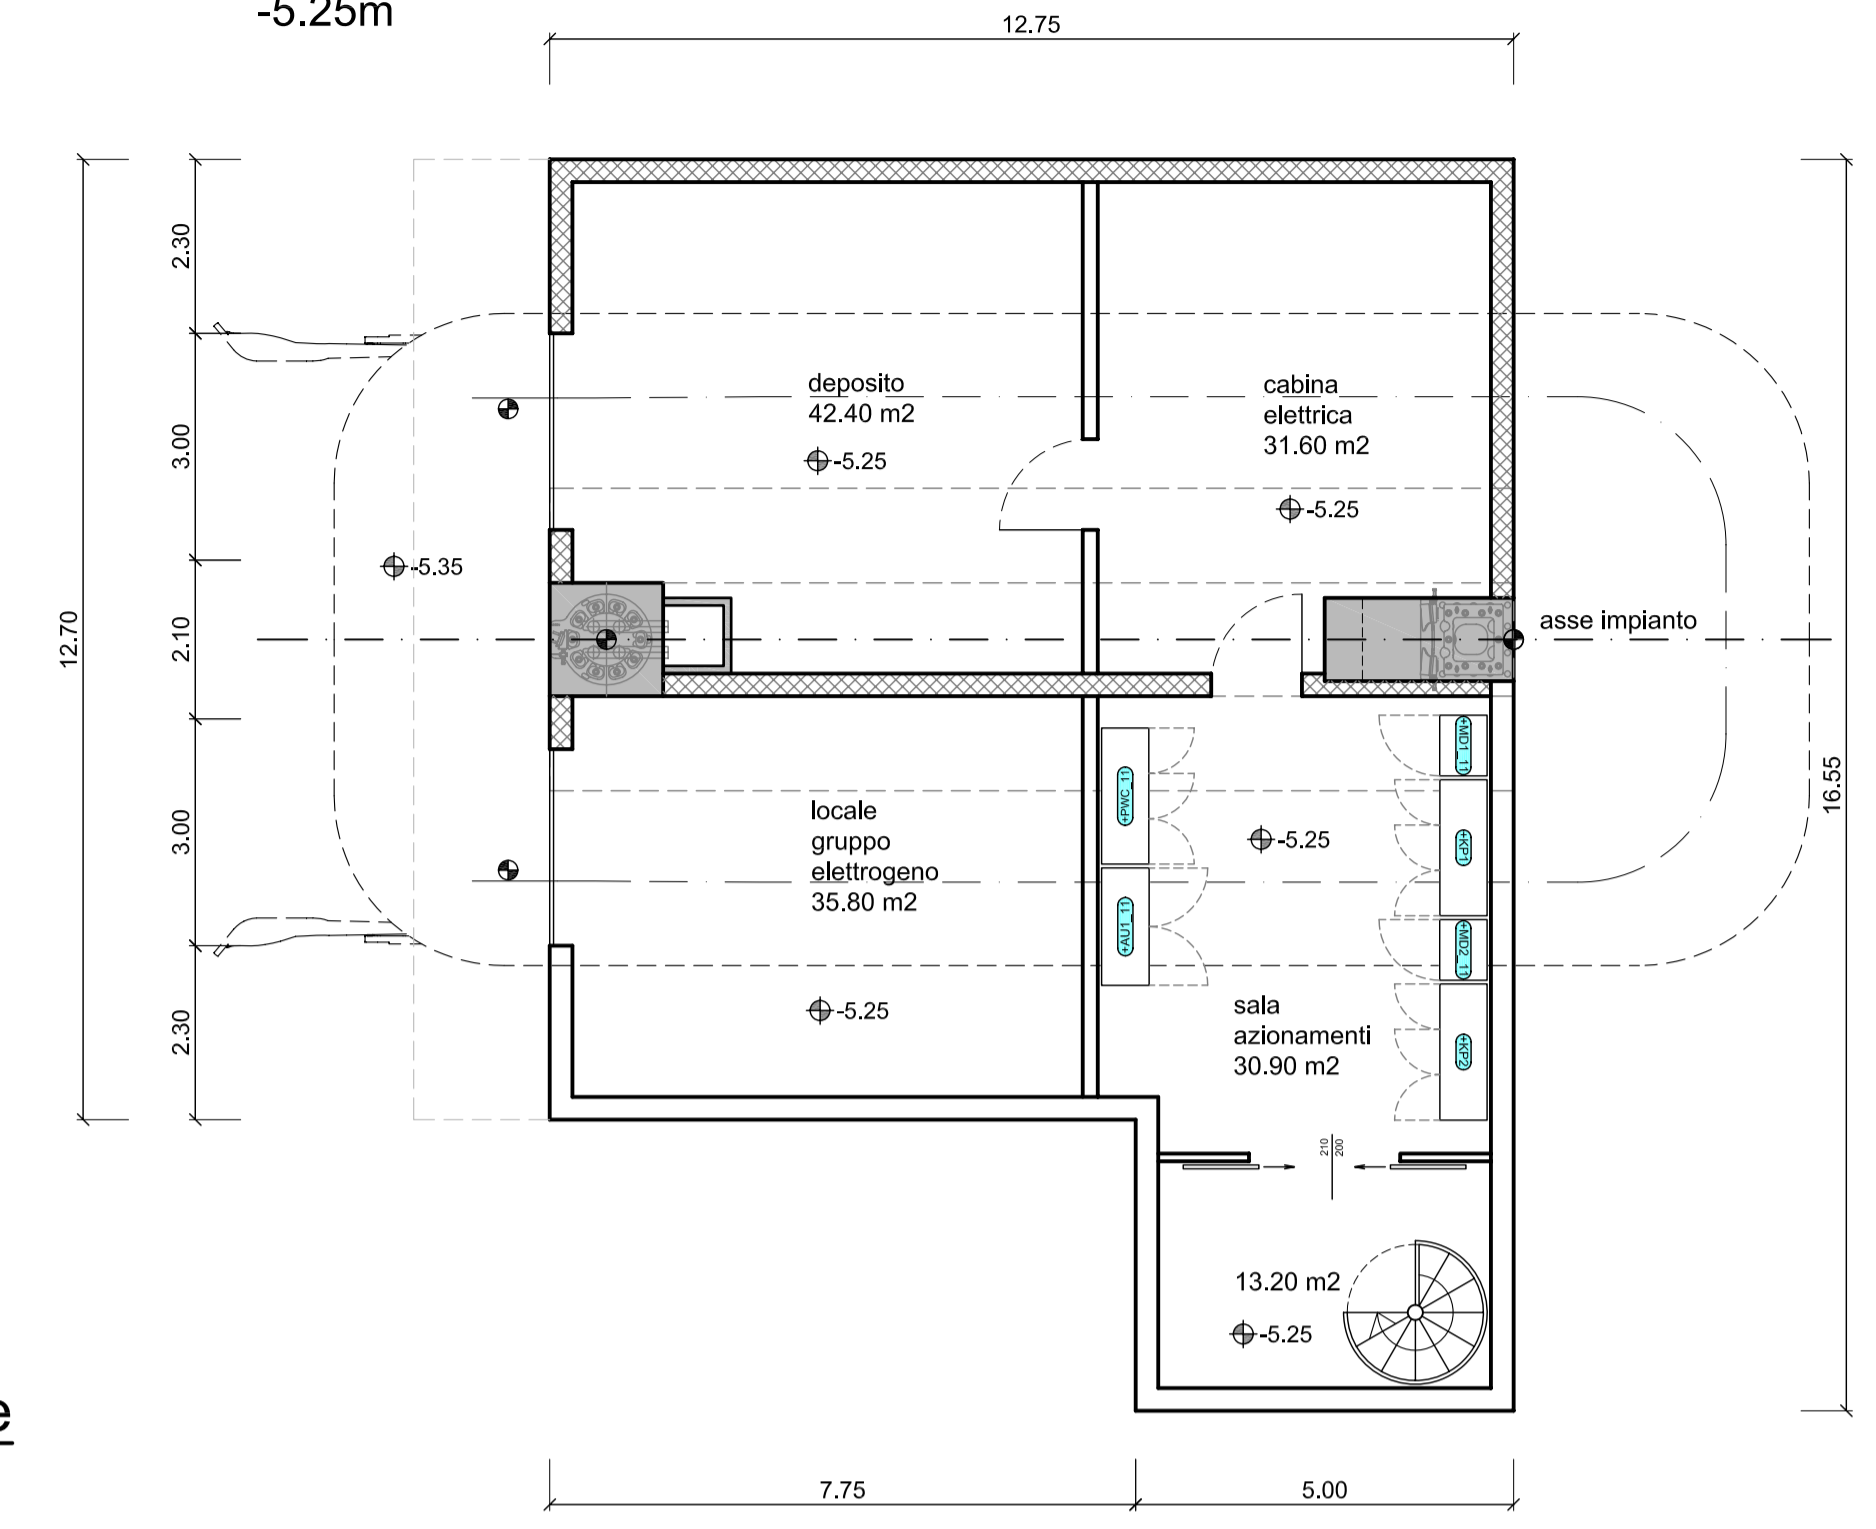 -5.25m
12.75
2.30
3.00
2.10
3.00
2.30
12.70
16.55
deposito
42.40 m2
-5.25
cabina
elettrica
31.60 m2
-5.25
-5.35
asse impianto
locale
gruppo
elettrogeno
35.80 m2
-5.25
+PWC_11
+AU1_11
-5.25
+MD1_11
+KP1
+MD2_11
+KP2
sala
azionamenti
30.90 m2
210
200
13.20 m2
-5.25
e
7.75
5.00